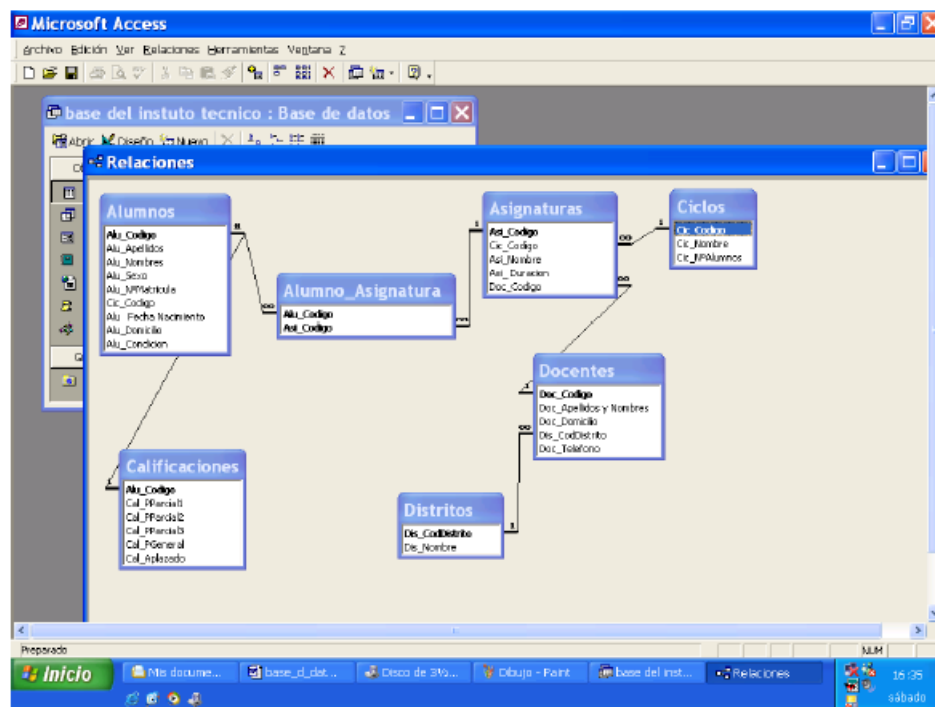 Microsoft Access
Archivo Edición Ver Relaciones Herramientas Ventana ?
base del instuto tecnico : Base de datos
Abrir Diseño Nuevo
Relaciones
Alumnos
Alu_Codigo
Alu_Apellidos
Alu_Nombres
Alu_Sexo
Alu_NºMatricula
Cic_Codigo
Alu_Fecha Nacimiento
Alu_Domicilio
Alu_Condicion
Alumno_Asignatura
Alu_Codigo
Asi_Codigo
Asignaturas
Asi_Codigo
Cic_Codigo
Asi_Nombre
Asi_Duracion
Doc_Codigo
Ciclos
Cic_Codigo
Cic_Nombre
Cic_NºAlumnos
Docentes
Doc_Codigo
Doc_Apellidos y Nombres
Doc_Domicilio
Dis_CodDistrito
Doc_Telefono
Calificaciones
Alu_Codigo
Cal_PParcial1
Cal_PParcial2
Cal_PParcial3
Cal_PGeneral
Cal_Aplazado
Distritos
Dis_CodDistrito
Dis_Nombre
Preparado
NUM
Inicio
Mis docume...
base_d_dat...
Disco de 3½...
Dibujo - Paint
base del inst...
Relaciones
16:35
sábado